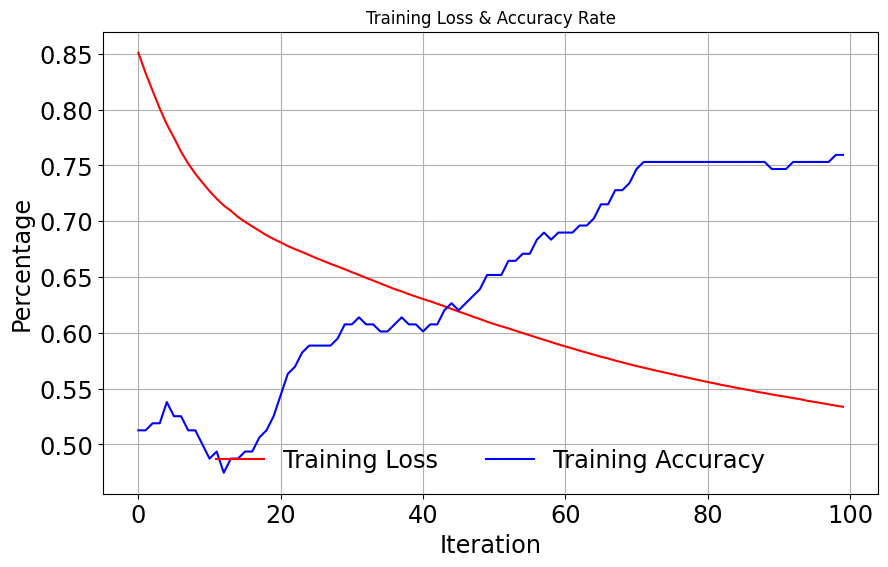 Training Loss & Accuracy Rate
0.85
0.80
0.75
0.70
0.65
0.60
0.55
0.50
Percentage
Training Loss Training Accuracy
0 20 40 60 80 100
Iteration